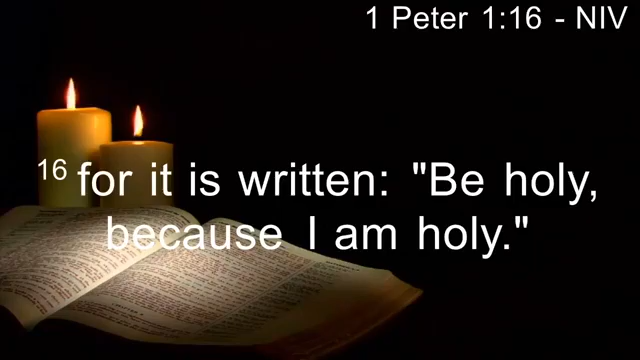 1 Peter 1:16 - NIV
16 for it is written: "Be holy,
because I am holy."